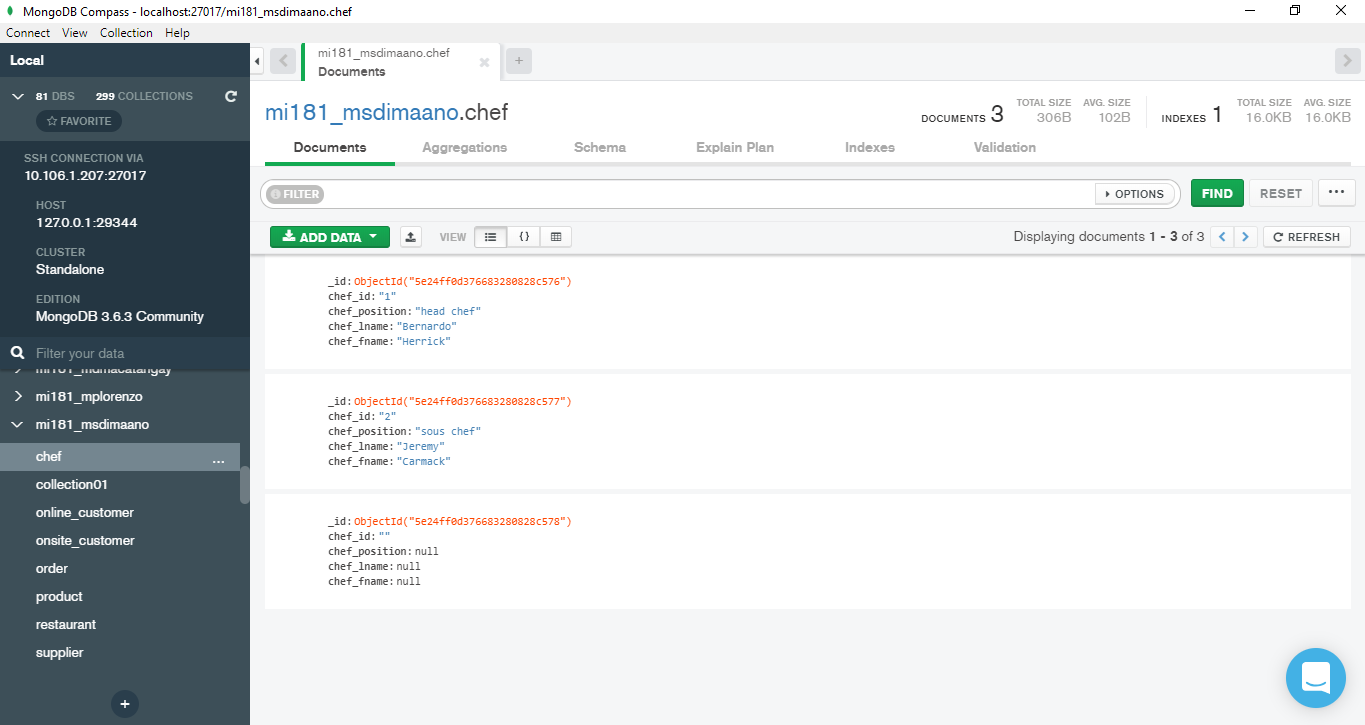 MongoDB Compass - localhost:27017/mi181_msdimaano.chef
Connect View Collection Help
Local
81 DBS 299 COLLECTIONS
FAVORITE
SSH CONNECTION VIA
10.106.1.207:27017
HOST
127.0.0.1:29344
CLUSTER
Standalone
EDITION
MongoDB 3.6.3 Community
Filter your data
mi181_mdmacatangay
mi181_mplorenzo
mi181_msdimaano
chef ...
collection01
online_customer
onsite_customer
order
product
restaurant
supplier
+
mi181_msdimaano.chef
Documents
+
mi181_msdimaano.chef
DOCUMENTS 3 TOTAL SIZE 306B AVG. SIZE 102B INDEXES 1 TOTAL SIZE 16.0KB AVG. SIZE 16.0KB
Documents Aggregations Schema Explain Plan Indexes Validation
FILTER OPTIONS FIND RESET ...
ADD DATA VIEW {} Displaying documents 1 - 3 of 3 REFRESH
_id:ObjectId("5e24ff0d376683280828c576")
chef_id:"1"
chef_position:"head chef"
chef_lname:"Bernardo"
chef_fname:"Herrick"
_id:ObjectId("5e24ff0d376683280828c577")
chef_id:"2"
chef_position:"sous chef"
chef_lname:"Jeremy"
chef_fname:"Carmack"
_id:ObjectId("5e24ff0d376683280828c578")
chef_id:""
chef_position:null
chef_lname:null
chef_fname:null